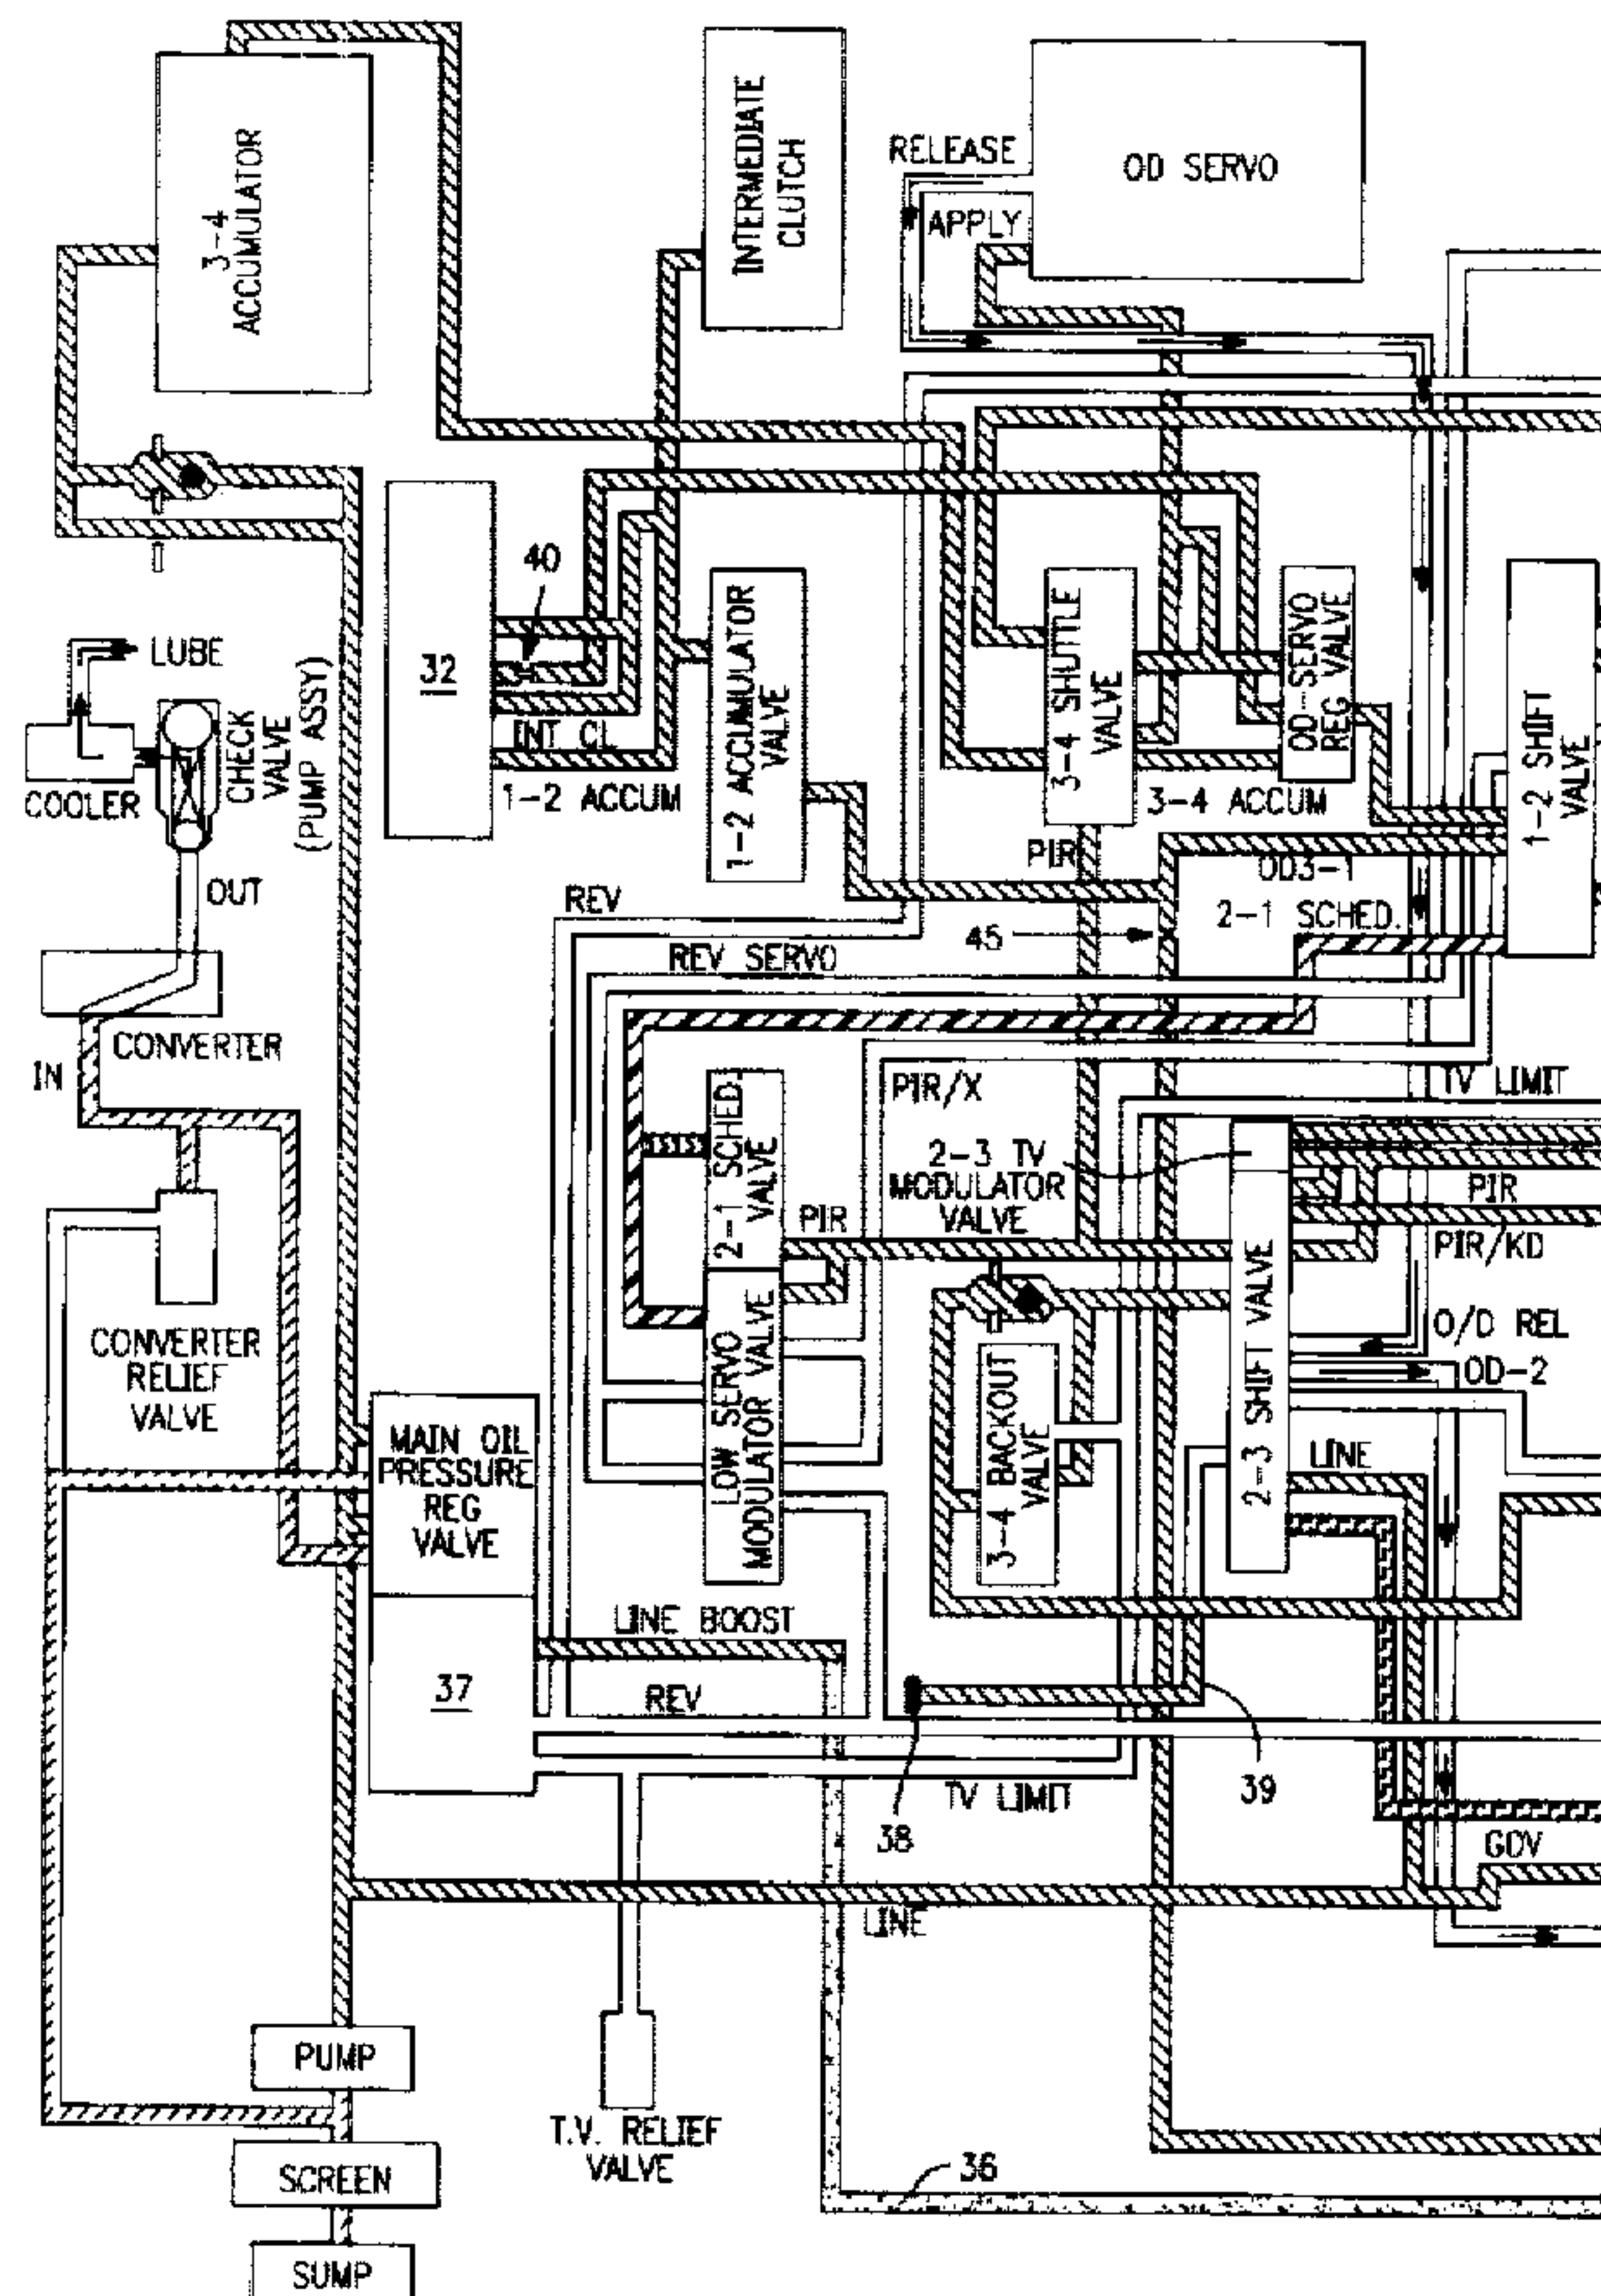 3-4
ACCUMULATOR
INTERMEDIATE
CLUTCH
RELEASE
APPLY
OD SERVO
40
32
INT CL
1-2 ACCUM
1-2 ACCUMULATOR
VALVE
3-4 SHUTTLE
VALVE
OD-SERVO
REG VALVE
3-4 ACCUM
1-2 SHIFT
VALVE
LUBE
COOLER
CHECK
VALVE
(PUMP ASSY)
OUT
CONVERTER
IN
REV
REV SERVO
PIR
45
OD3-1
2-1 SCHED.
PIR/X
TV LIMIT
2-1 SCHED.
VALVE
2-3 TV
MODULATOR
VALVE
PIR
PIR
PIR/KD
O/D REL
OD-2
CONVERTER
RELIEF
VALVE
MAIN OIL
PRESSURE
REG
VALVE
LOW SERVO
MODULATOR VALVE
3-4 BACKOUT
VALVE
2-3 SHIFT VALVE
LINE
LINE BOOST
37
REV
TV LIMIT
38
39
GOV
LINE
PUMP
SCREEN
SUMP
T.V. RELIEF
VALVE
36